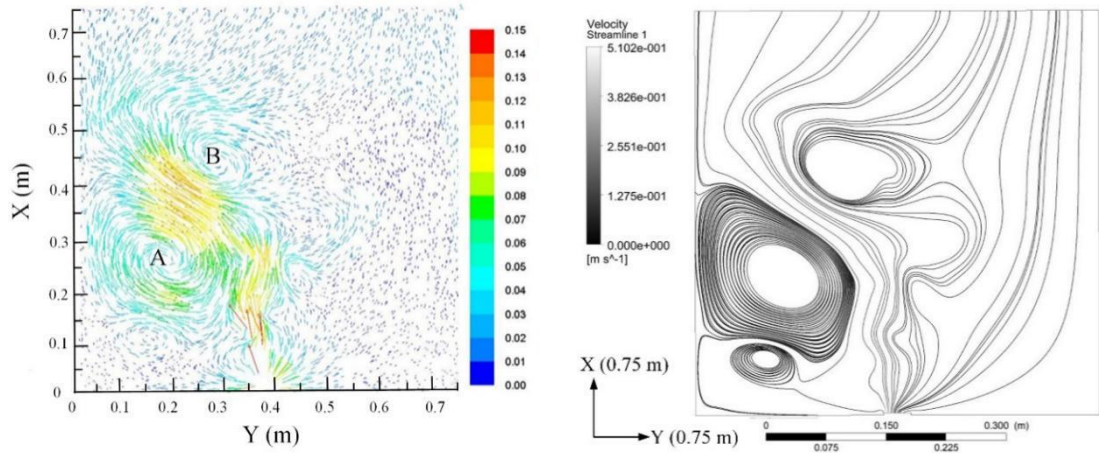 0.7
0.6
0.5
0.4
0.3
0.2
0.1
0
X (m)
0 0.1 0.2 0.3 0.4 0.5 0.6 0.7
Y (m)
A
B
0.15
0.14
0.13
0.12
0.11
0.10
0.09
0.08
0.07
0.06
0.05
0.04
0.03
0.02
0.01
0.00
Velocity
Streamline 1
5.102e-001
3.826e-001
2.551e-001
1.275e-001
0.000e+000
[m s^-1]
X (0.75 m)
Y (0.75 m)
0 0.150 0.300 (m)
0.075 0.225